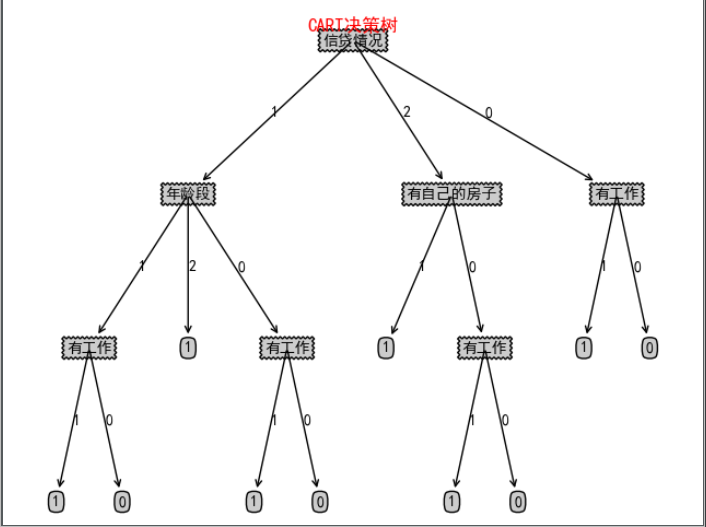 CART决策树
信贷情况
1 2 0
年龄段 有自己的房子 有工作
1 2 0 1 0 1 0
有工作 1 有工作 1 有工作 1 0
1 0 1 0 1 0
1 0 1 0 1 0